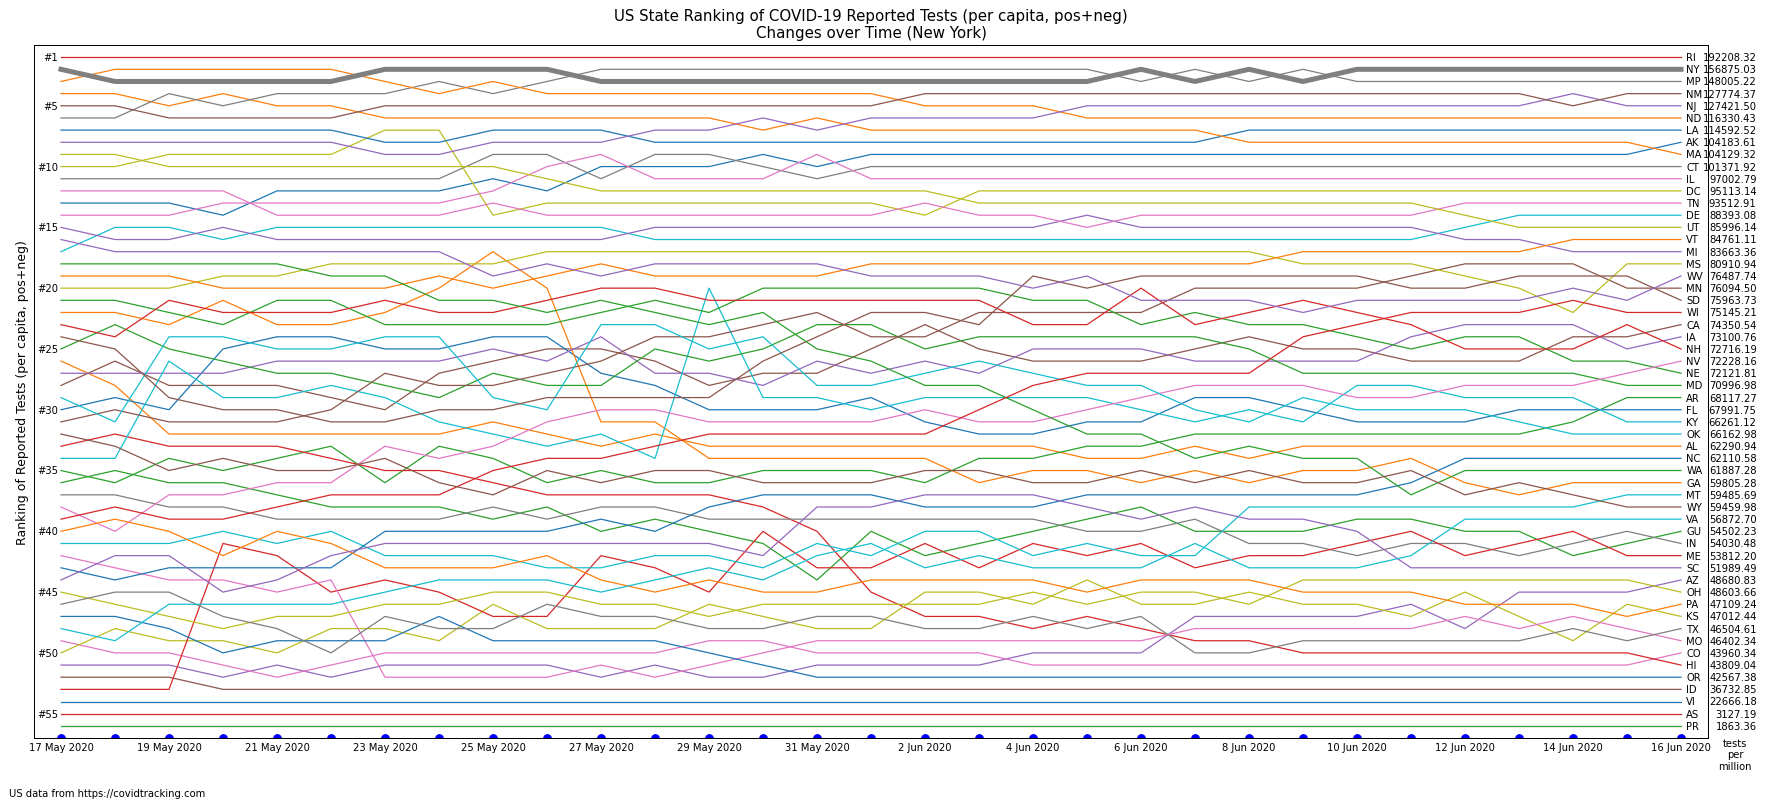 US State Ranking of COVID-19 Reported Tests (per capita, pos+neg)
Changes over Time (New York)
Ranking of Reported Tests (per capita, pos+neg)
#1
#5
#10
#15
#20
#25
#30
#35
#40
#45
#50
#55
RI 192208.32
NY 156875.03
MP 148005.22
NM 127774.37
NJ 127421.50
ND 116330.43
LA 114592.52
AK 104183.61
MA 104129.32
CT 101371.92
IL 97002.79
DC 95113.14
TN 93512.91
DE 88393.08
UT 85996.14
VT 84761.11
MI 83663.36
MS 80910.94
WV 76487.74
MN 76094.50
SD 75963.73
WI 75145.21
CA 74350.54
IA 73100.76
NH 72716.19
NV 72228.16
NE 72121.81
MD 70996.98
AR 68117.27
FL 67991.75
KY 66261.12
OK 66162.98
AL 62290.94
NC 62110.58
WA 61887.28
GA 59805.28
MT 59485.69
WY 59459.98
VA 56872.70
GU 54502.23
IN 54030.48
ME 53812.20
SC 51989.49
AZ 48680.83
OH 48603.66
PA 47109.24
KS 47012.44
TX 46504.61
MO 46402.34
CO 43960.34
HI 43809.04
OR 42567.38
ID 36732.85
VI 22666.18
AS 3127.19
PR 1863.36
17 May 2020 19 May 2020 21 May 2020 23 May 2020 25 May 2020 27 May 2020 29 May 2020 31 May 2020 2 Jun 2020 4 Jun 2020 6 Jun 2020 8 Jun 2020 10 Jun 2020 12 Jun 2020 14 Jun 2020 16 Jun 2020
tests
per
million
US data from https://covidtracking.com